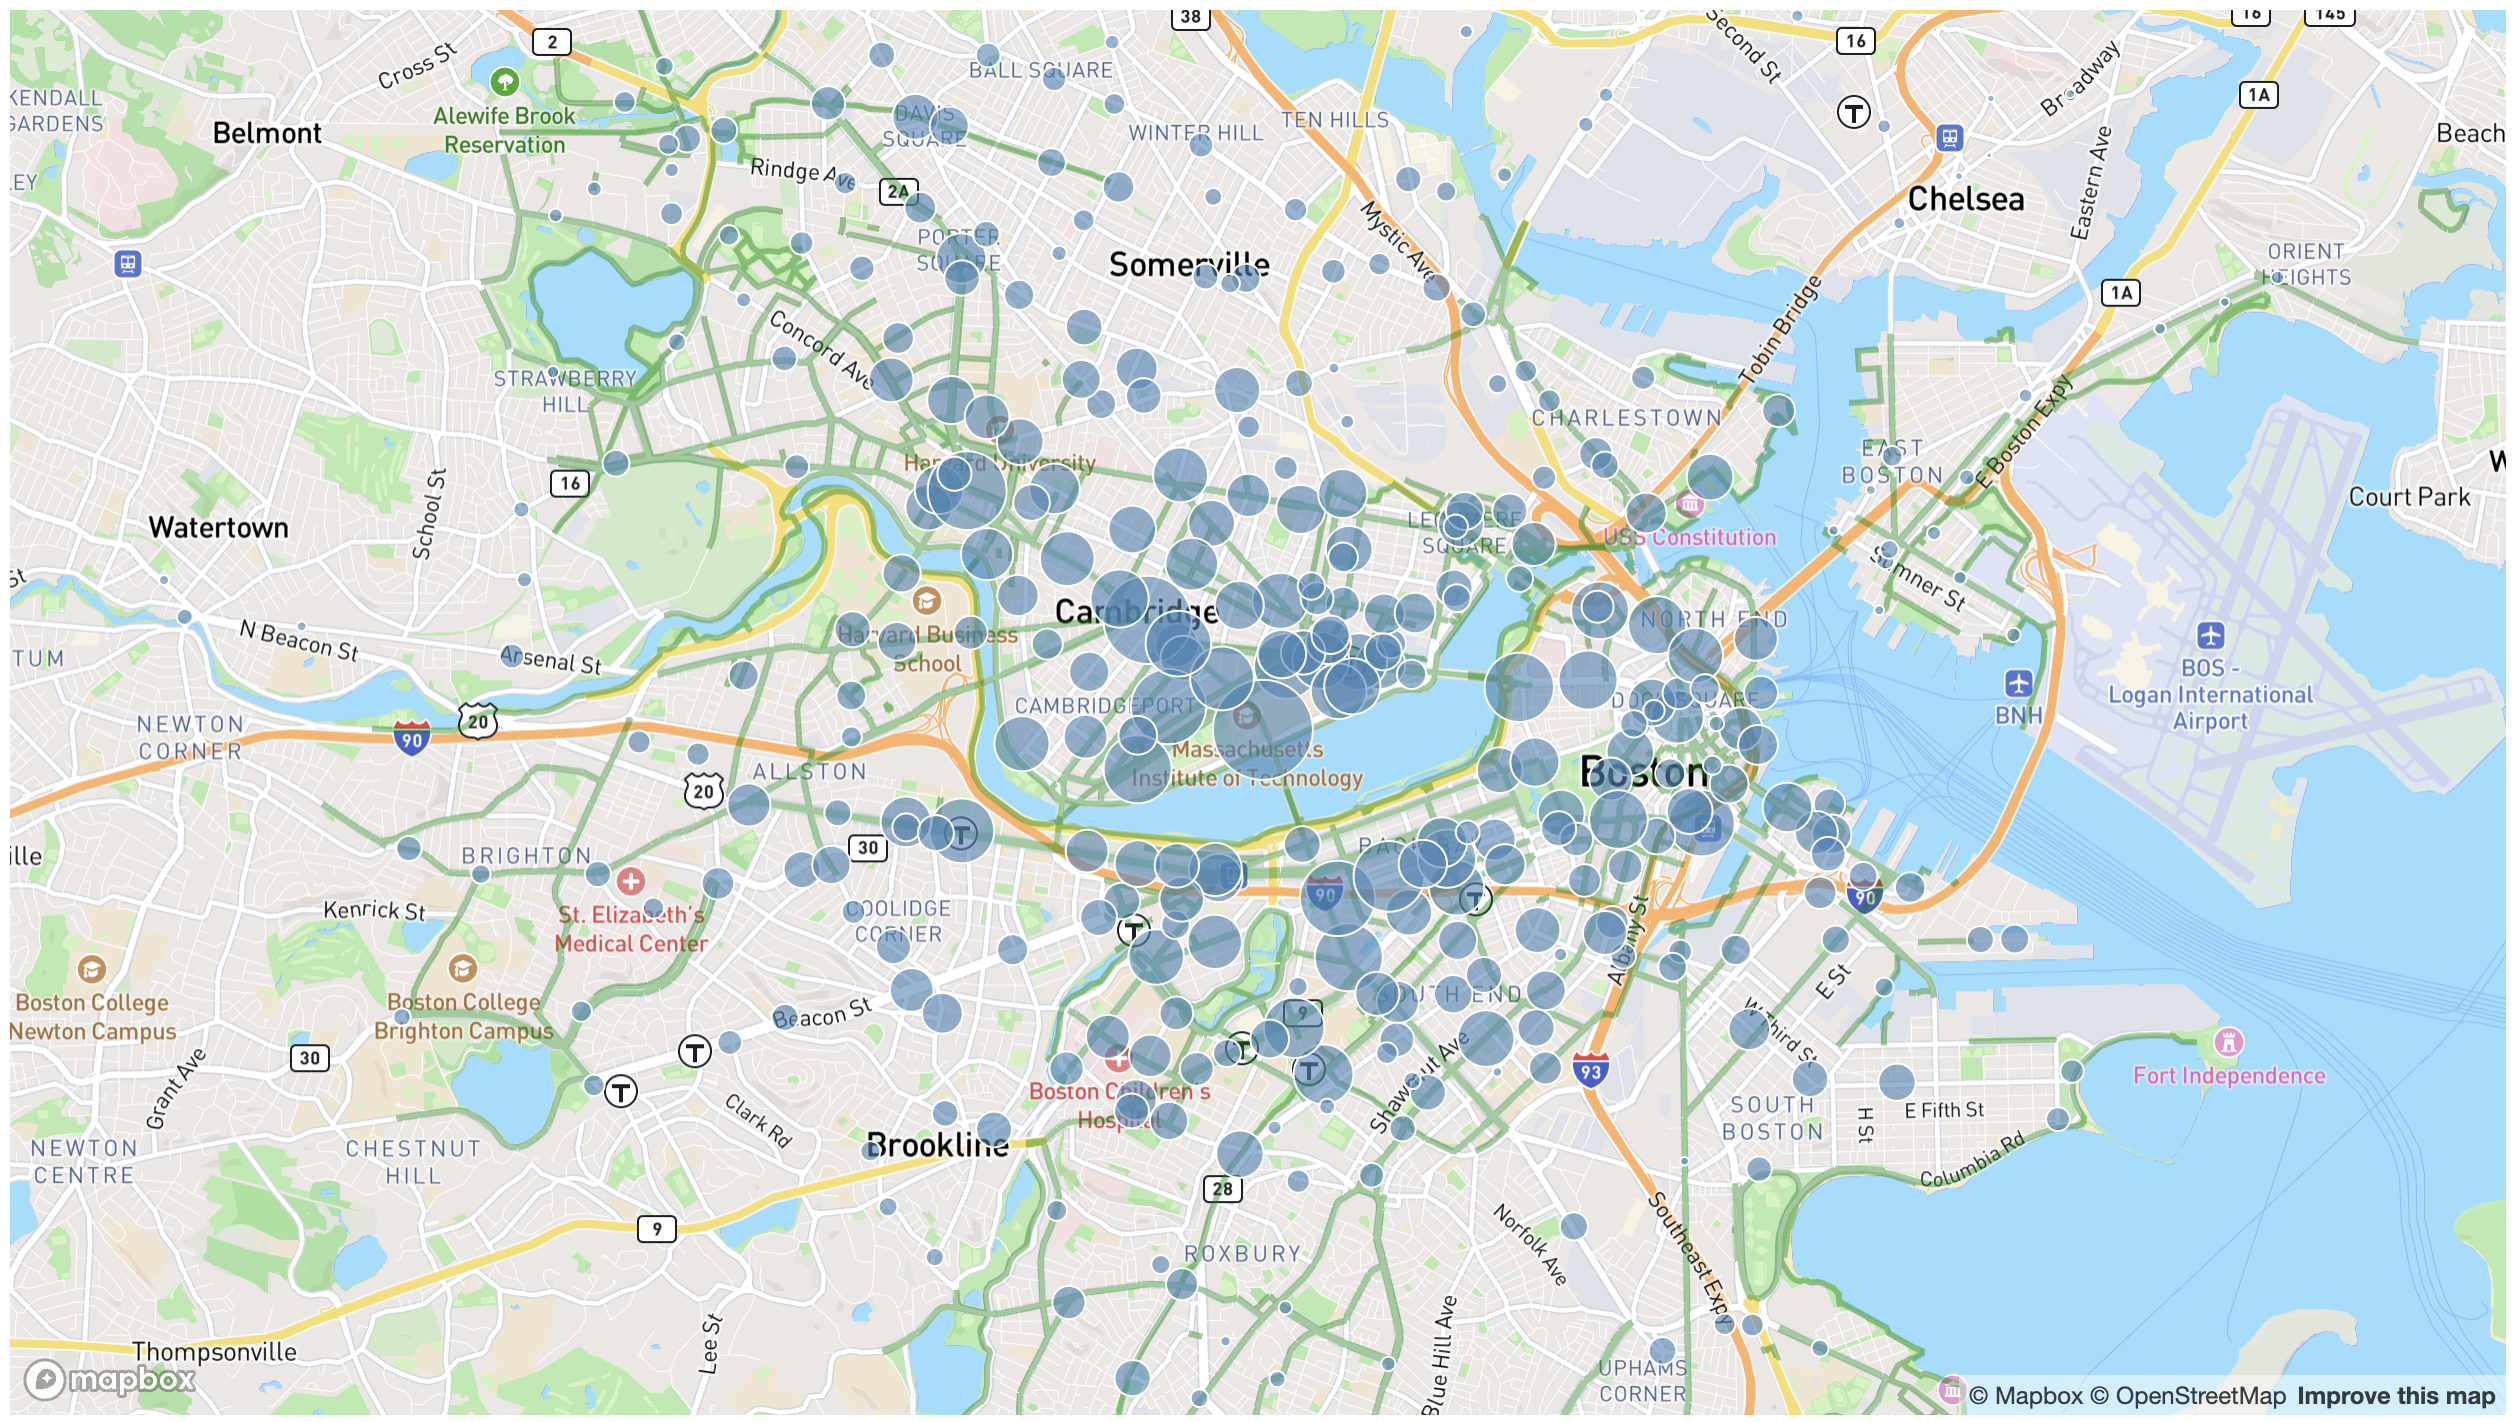 38
16
145
2
Cross St
BALL SQUARE
Second St
16
Broadway
1A
KENDALL
GARDENS
Belmont
Alewife Brook
Reservation
DAVIS
SQUARE
WINTER HILL
TEN HILLS
Beach
Rindge Ave
2A
Chelsea
Eastern Ave
LEY
Mystic Ave
PORTER
SQUARE
Somerville
ORIENT
HEIGHTS
1A
Tobin Bridge
Concord Ave
STRAWBERRY
HILL
CHARLESTOWN
EAST
BOSTON
E Boston Expy
Harvard University
16
School St
Watertown
LECHMERE
SQUARE
USS Constitution
Court Park
W
St
Sumner St
Cambridge
NORTH END
N Beacon St
Arsenal St
Harvard Business
School
TUM
BOS -
Logan International
Airport
BNH
CAMBRIDGEPORT
DOCK SQUARE
NEWTON
CORNER
20
90
Massachusetts
Institute of Technology
ALLSTON
20
Boston
30
BACK BAY
ille
BRIGHTON
90
90
Kenrick St
St. Elizabeth's
Medical Center
COOLIDGE
CORNER
T
Albany St
Boston College
Newton Campus
Boston College
Brighton Campus
Beacon St
SOUTH END
9
E St
W Third St
30
T
T
T
T
Grant Ave
Boston Children's
Hospital
Shawmut Ave
93
Fort Independence
SOUTH
BOSTON
H St
E Fifth St
Clark Rd
Brookline
Columbia Rd
NEWTON
CENTRE
CHESTNUT
HILL
28
9
Norfolk Ave
Southeast Expy
ROXBURY
Thompsonville
Lee St
Blue Hill Ave
UPHAMS
CORNER
mapbox
© Mapbox © OpenStreetMap Improve this map